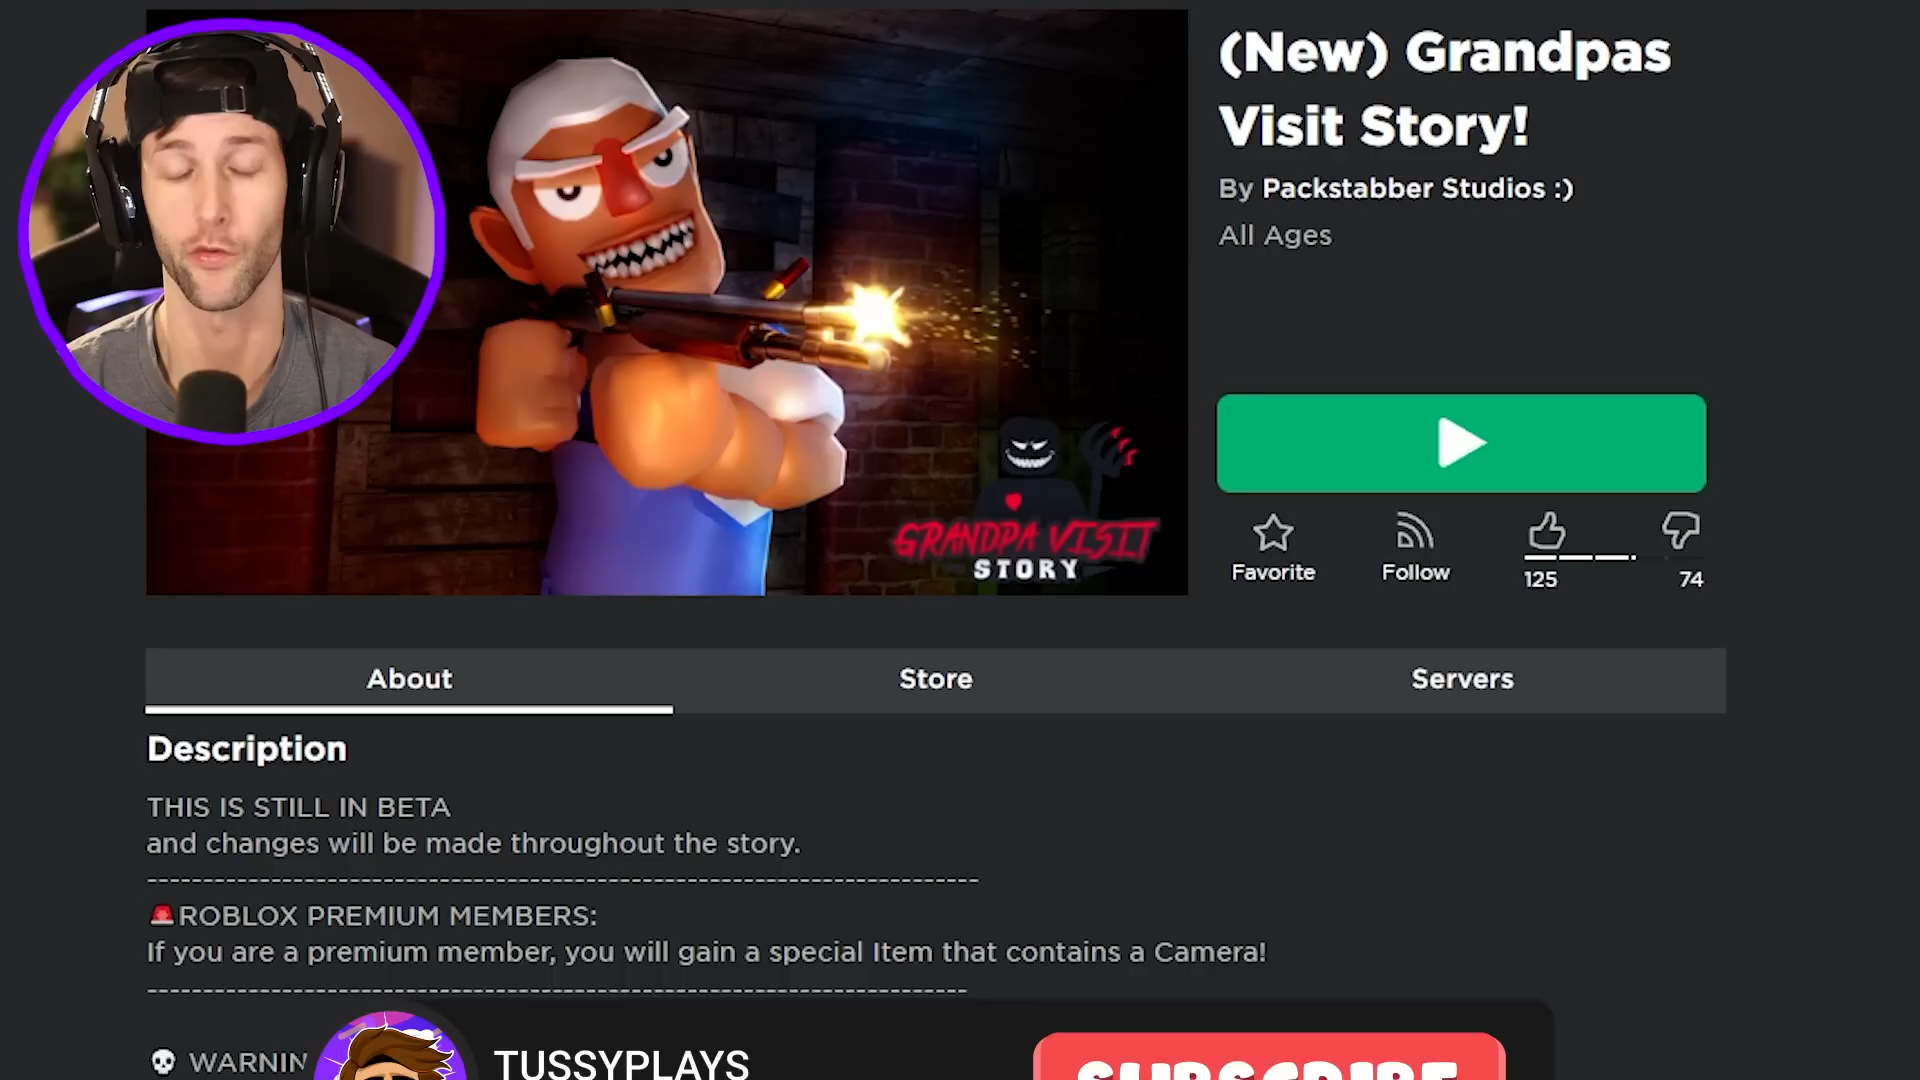 (New) Grandpas
Visit Story!
By Packstabber Studios :)
All Ages
GRANDPA VISIT
STORY
Favorite
Follow
125
74
About
Store
Servers
Description
THIS IS STILL IN BETA
and changes will be made throughout the story.
---------------------------------------------------------------------------
🚨ROBLOX PREMIUM MEMBERS:
If you are a premium member, you will gain a special Item that contains a Camera!
--------------------------------------------------------------------------
💀 WARNIN
TUSSYPLAYS
SUBSCRIBE